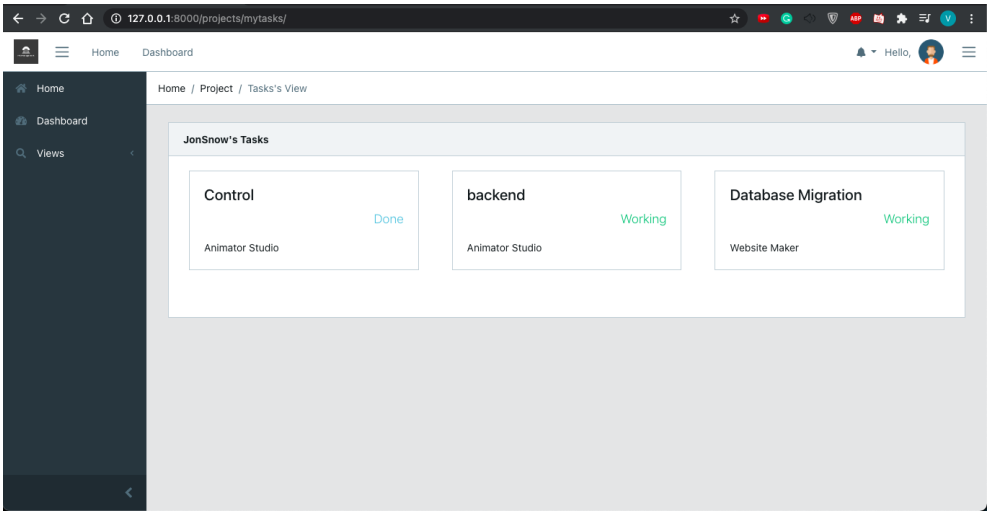 127.0.0.1:8000/projects/mytasks/
ABP
V
Home Dashboard
Hello,
Home
Dashboard
Views
Home / Project / Tasks's View
JonSnow's Tasks
Control
Done
Animator Studio
backend
Working
Animator Studio
Database Migration
Working
Website Maker